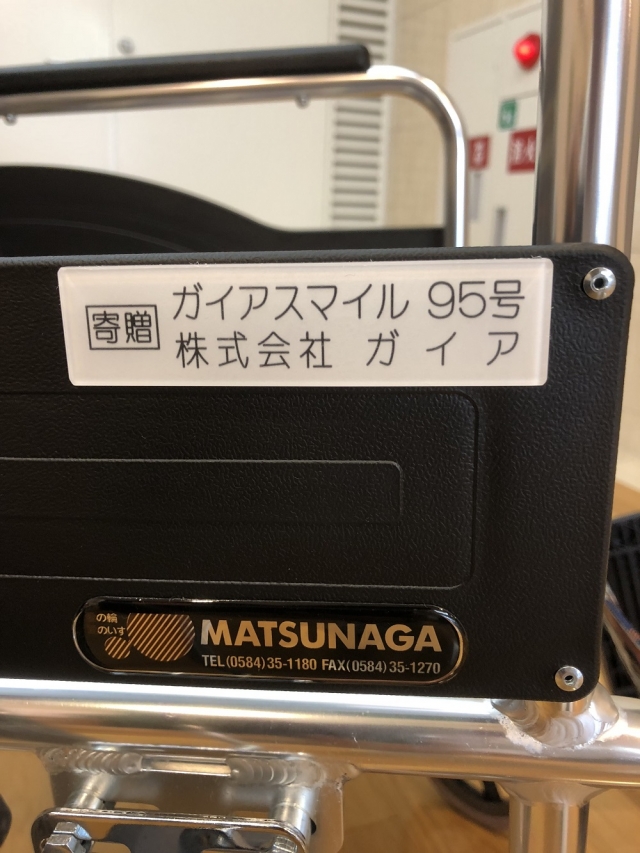 寄贈 ガイアスマイル 95号
株式会社 ガイア
の輪
のいす
MATSUNAGA
TEL(0584)35-1180 FAX(0584)35-1270